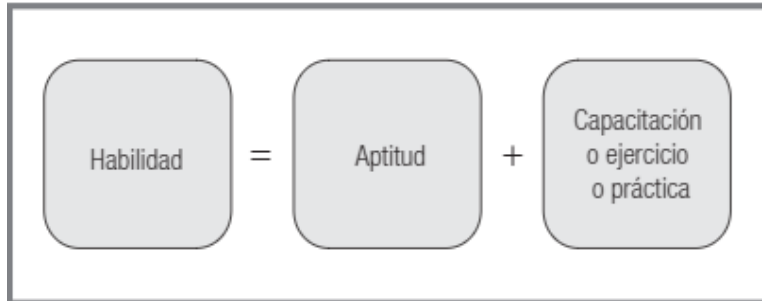 Habilidad
=
Aptitud
+
Capacitación
o ejercicio
o práctica